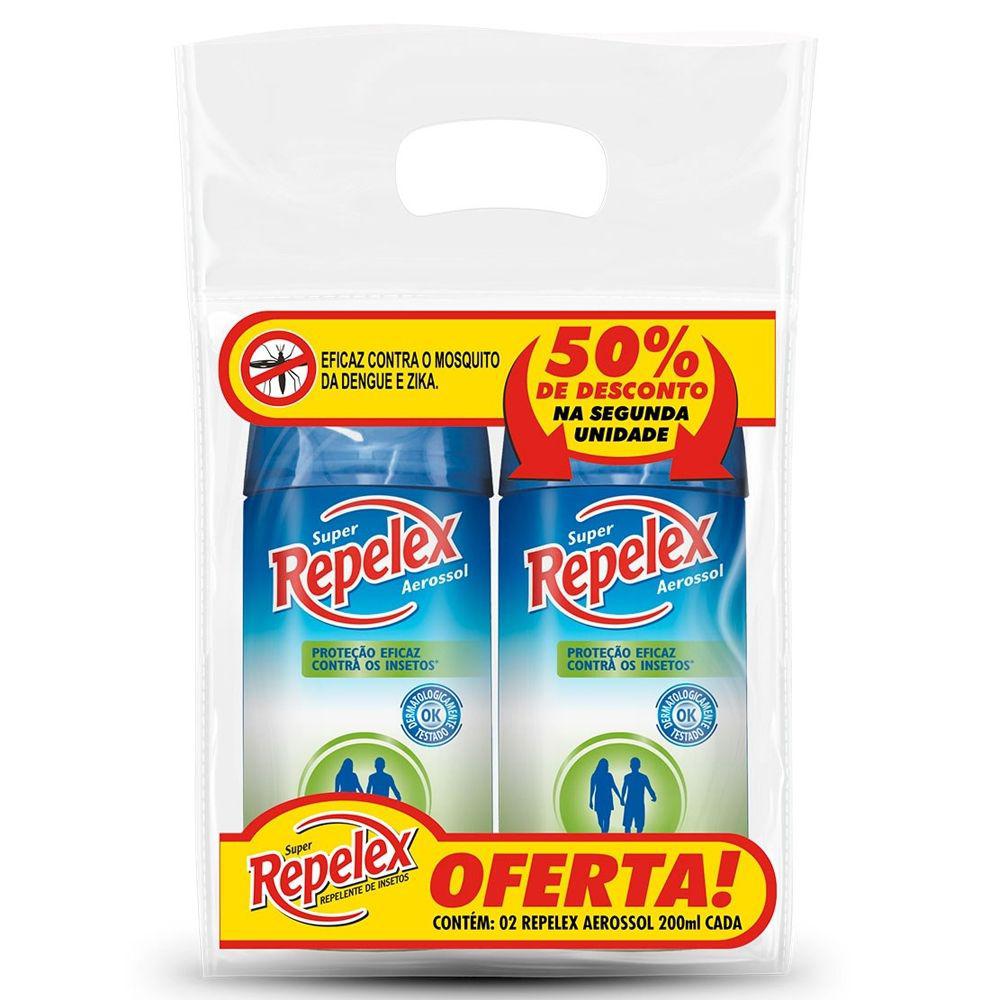 EFICAZ CONTRA O MOSQUITO
DA DENGUE E ZIKA.
50%
DE DESCONTO
NA SEGUNDA
UNIDADE
Super
Repelex
Aerossol
PROTEÇÃO EFICAZ
CONTRA OS INSETOS*
DERMATOLOGICAMENTE
OK
TESTADO
Super
Repelex
Aerossol
PROTEÇÃO EFICAZ
CONTRA OS INSETOS*
DERMATOLOGICAMENTE
OK
TESTADO
Super
Repelex
REPELENTE DE INSETOS
OFERTA!
CONTÉM: 02 REPELEX AEROSSOL 200ml CADA